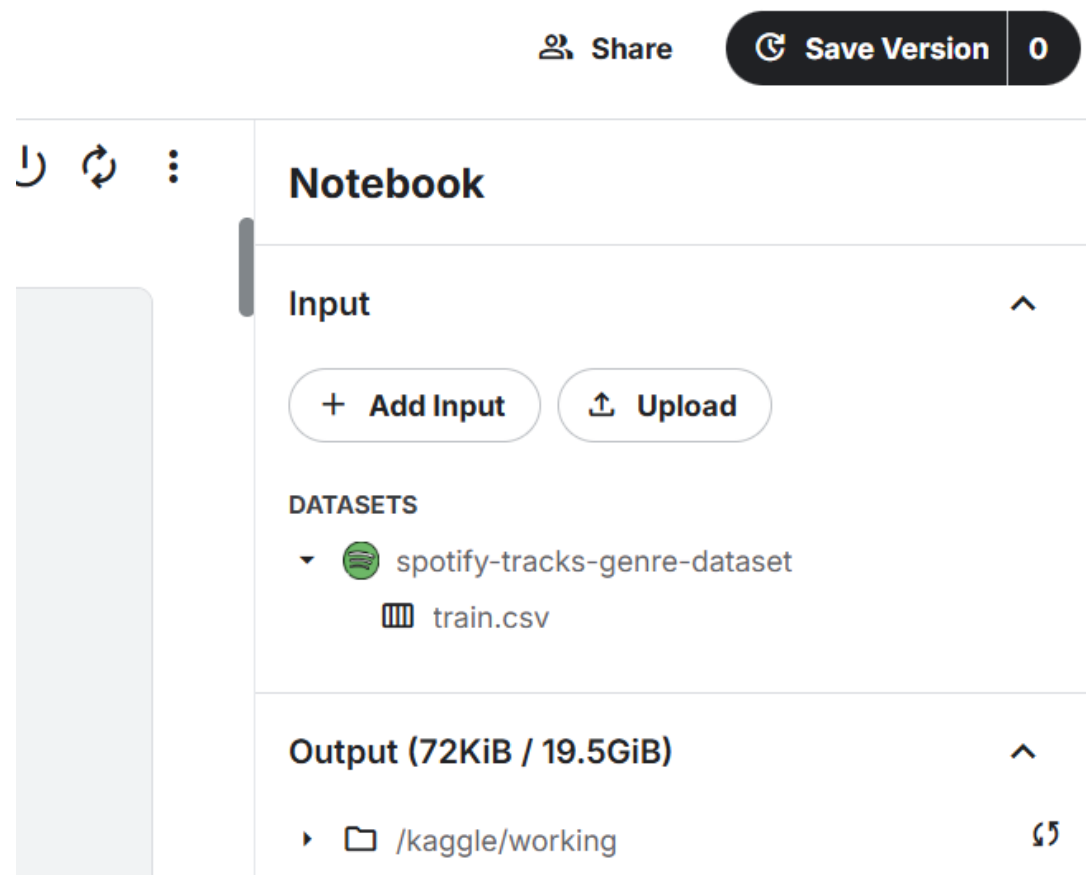 Share
Save Version
0
Notebook
Input
+ Add Input
Upload
DATASETS
spotify-tracks-genre-dataset
train.csv
Output (72KiB / 19.5GiB)
/kaggle/working